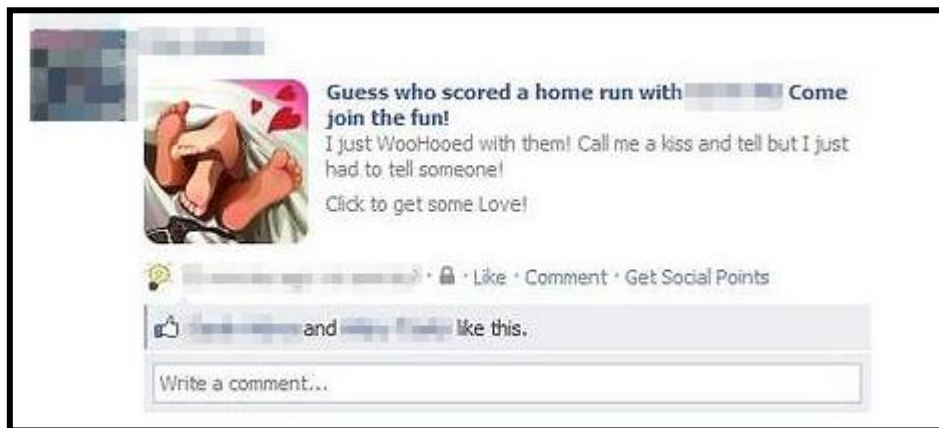 Guess who scored a home run with Come
join the fun!
I just WooHooed with them! Call me a kiss and tell but I just
had to tell someone!
Click to get some Love!
· Like · Comment · Get Social Points
and like this.
Write a comment...